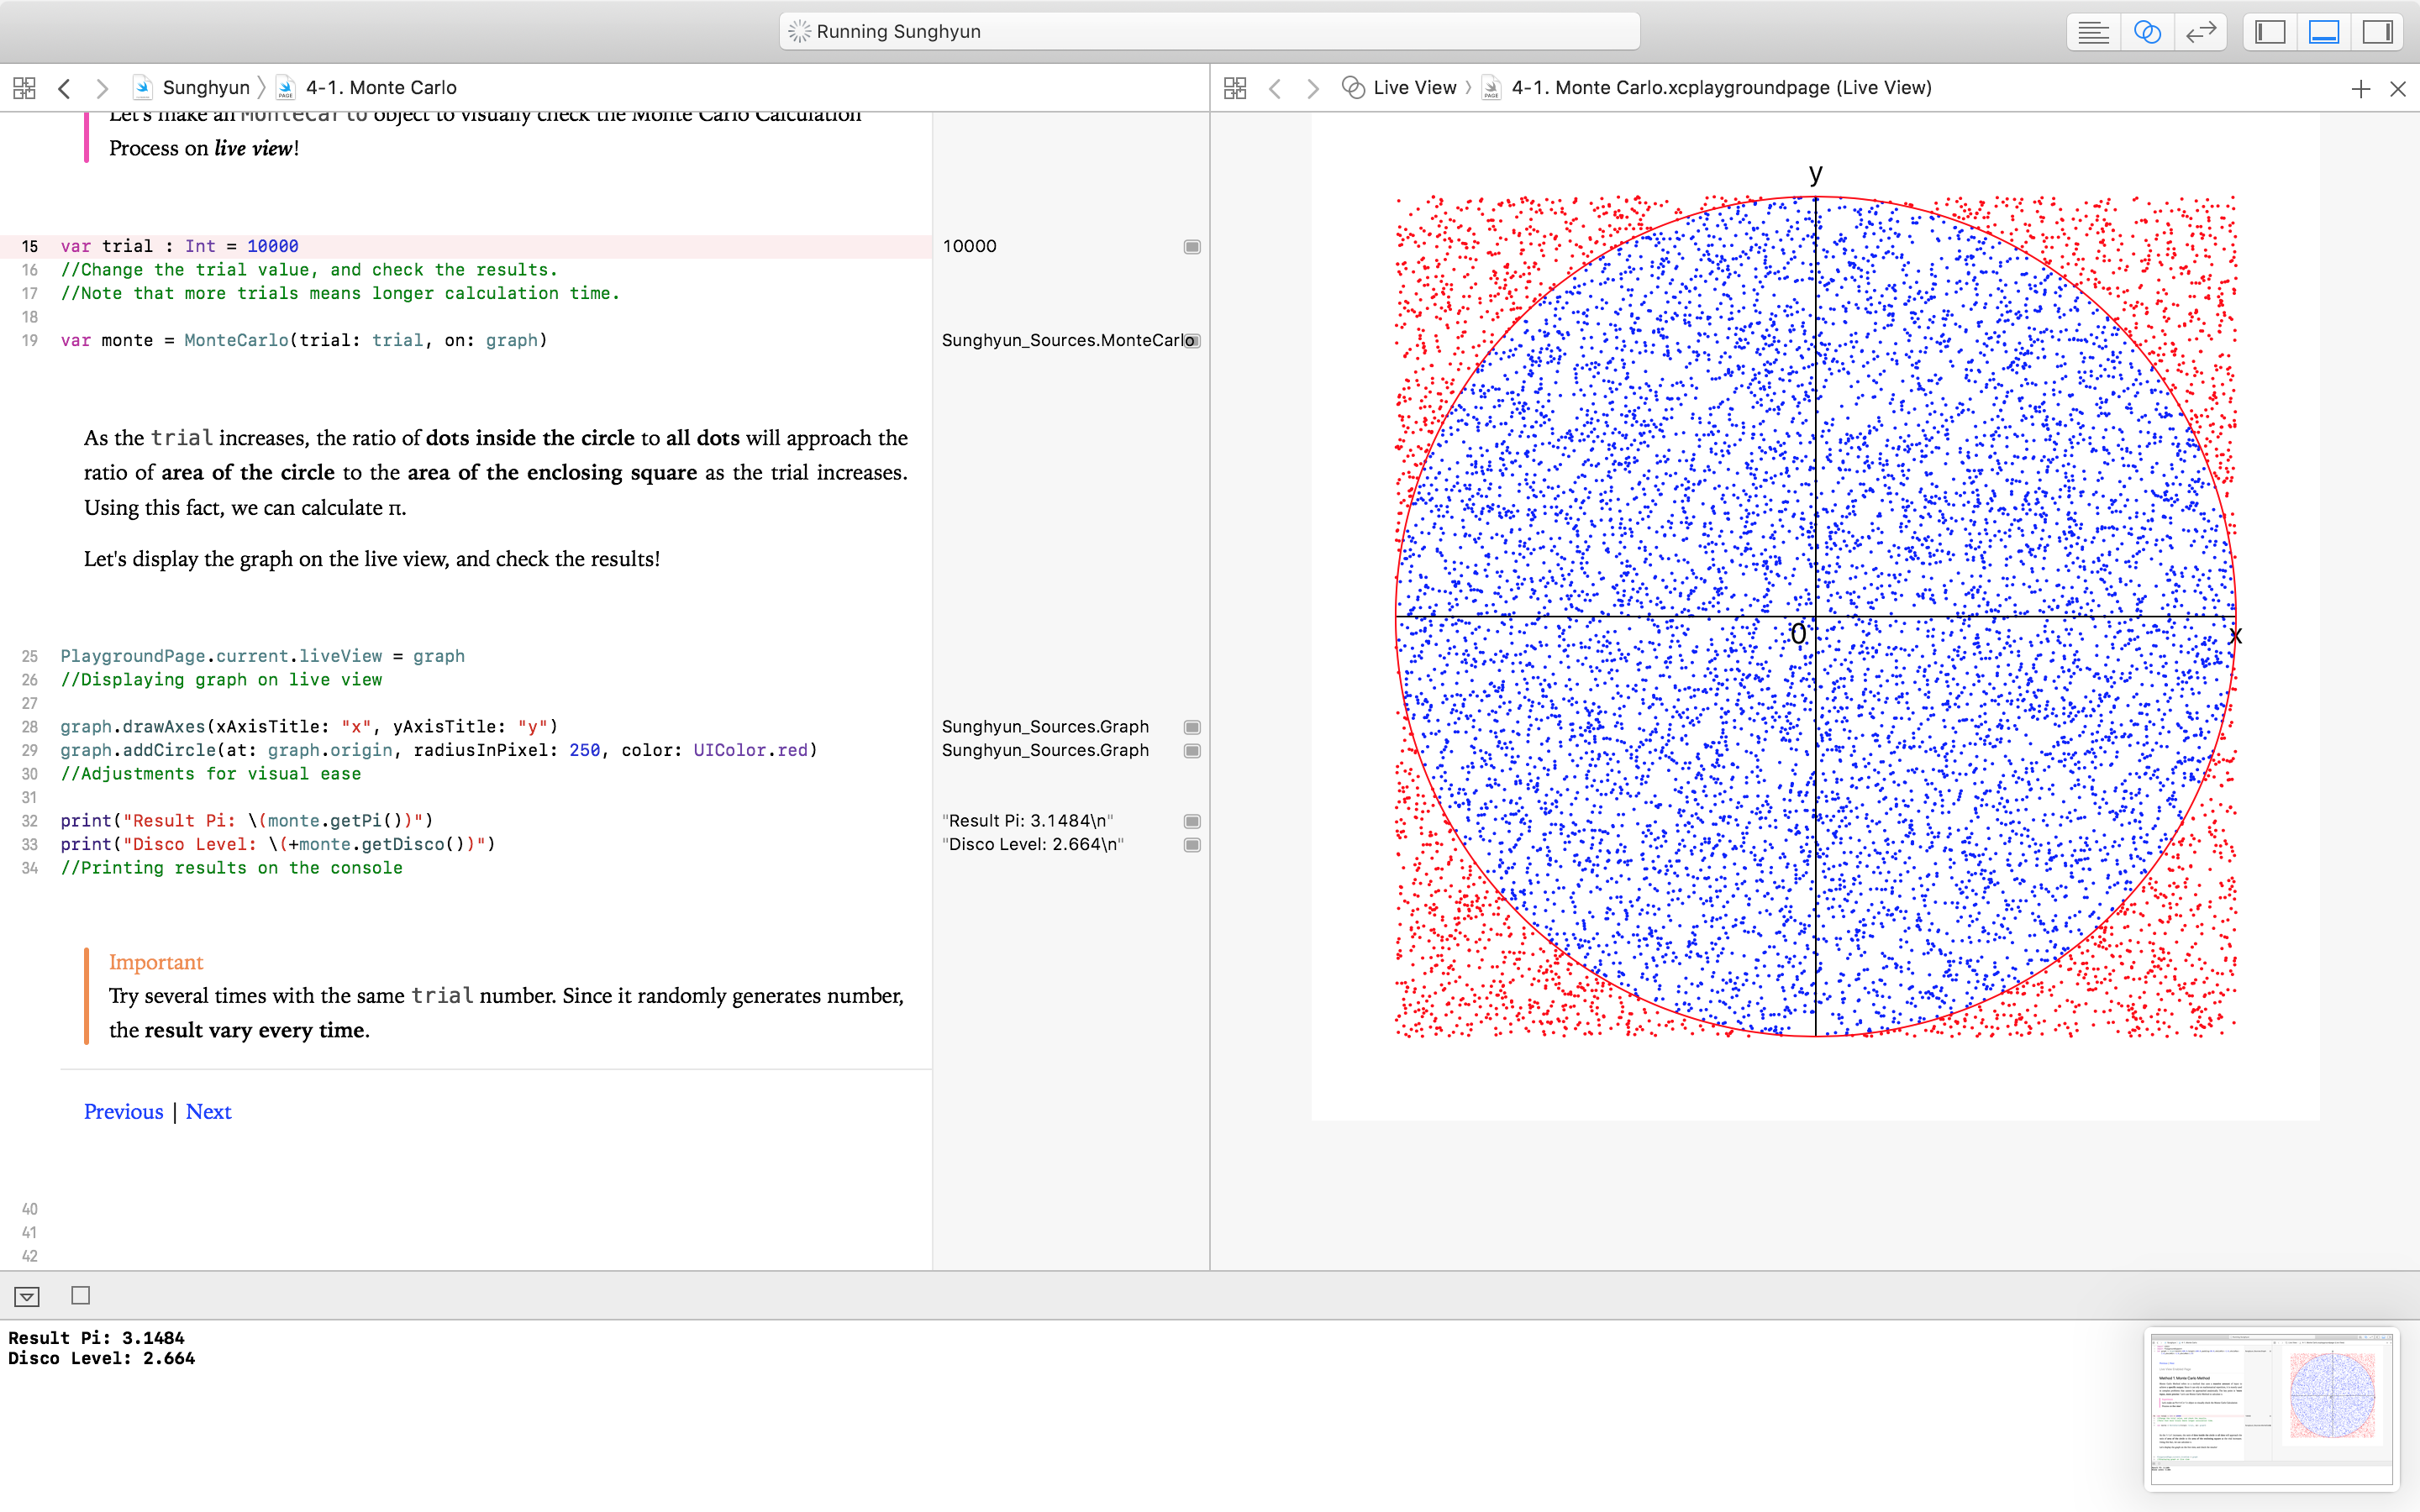 Running Sunghyun
Sunghyun 4-1. Monte Carlo
Let's make an MonteCarlo object to visually check the Monte Carlo Calculation
Process on live view!
15 var trial : Int = 10000
16 //Change the trial value, and check the results.
17 //Note that more trials means longer calculation time.
18
19 var monte = MonteCarlo(trial: trial, on: graph)
As the trial increases, the ratio of dots inside the circle to all dots will approach the
ratio of area of the circle to the area of the enclosing square as the trial increases.
Using this fact, we can calculate π.
Let's display the graph on the live view, and check the results!
25 PlaygroundPage.current.liveView = graph
26 //Displaying graph on live view
27
28 graph.drawAxes(xAxisTitle: "x", yAxisTitle: "y")
29 graph.addCircle(at: graph.origin, radiusInPixel: 250, color: UIColor.red)
30 //Adjustments for visual ease
31
32 print("Result Pi: \(monte.getPi())")
33 print("Disco Level: \(+monte.getDisco())")
34 //Printing results on the console
Important
Try several times with the same trial number. Since it randomly generates number,
the result vary every time.
Previous | Next
40
41
42
10000
Sunghyun_Sources.MonteCarlo
Sunghyun_Sources.Graph
Sunghyun_Sources.Graph
"Result Pi: 3.1484\n"
"Disco Level: 2.664\n"
Live View 4-1. Monte Carlo.xcplaygroundpage (Live View)
y
0
x
Result Pi: 3.1484
Disco Level: 2.664